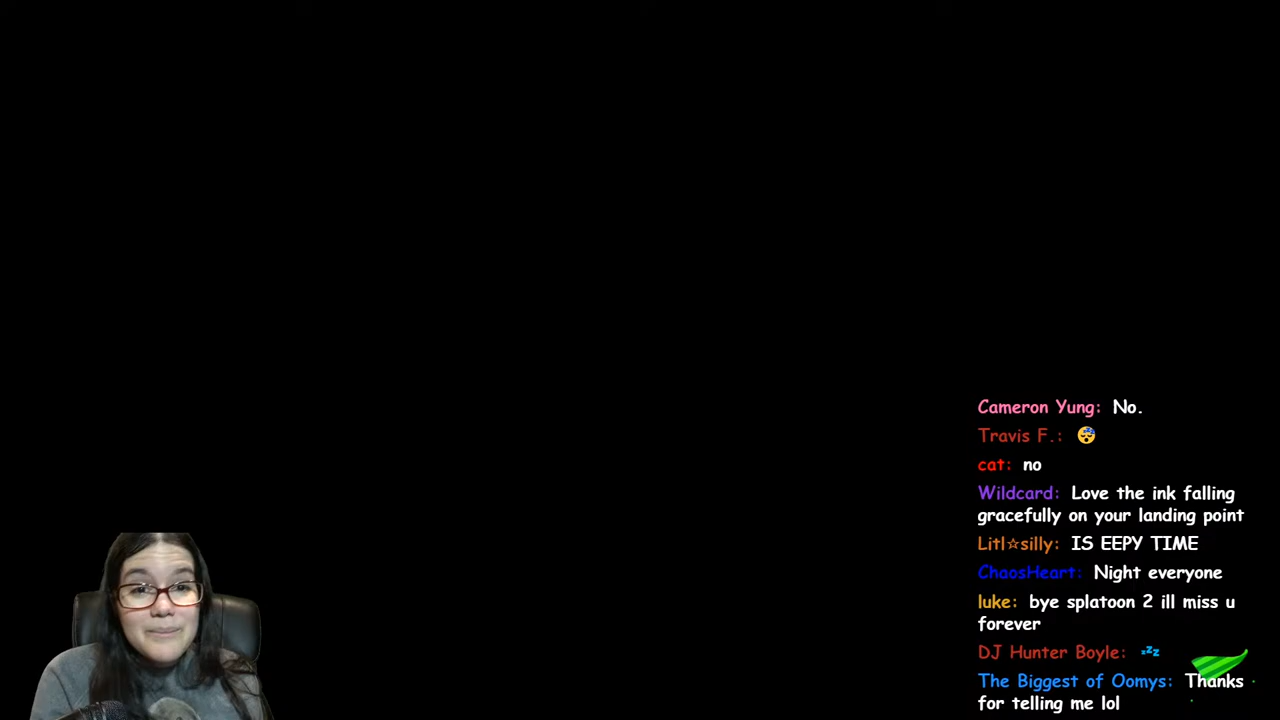 Cameron Yung: No.
Travis F.: 😴
cat: no
Wildcard: Love the ink falling
gracefully on your landing point
Litl☆silly: IS EEPY TIME
ChaosHeart: Night everyone
luke: bye splatoon 2 ill miss u
forever
DJ Hunter Boyle: 💤
The Biggest of Oomys: Thanks
for telling me lol